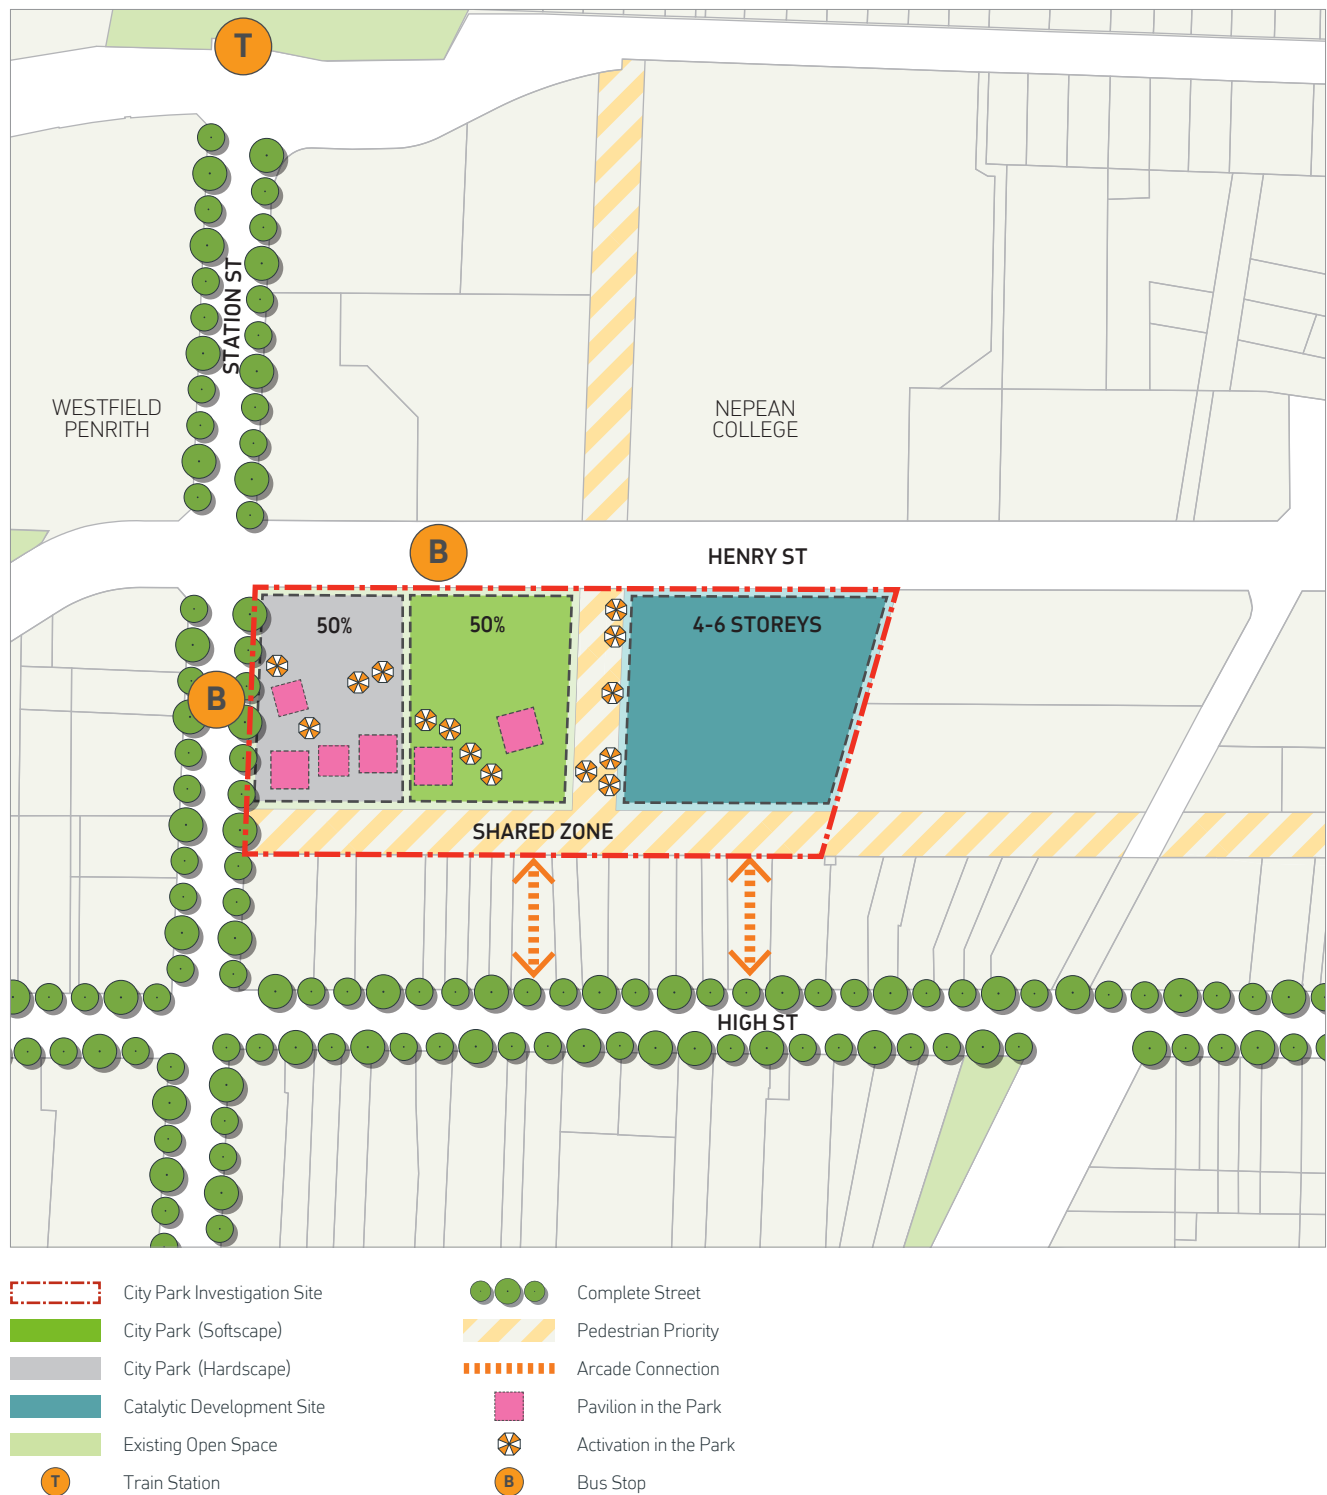 T
STATION ST
WESTFIELD
PENRITH
NEPEAN
COLLEGE
B
HENRY ST
50%
50%
4-6 STOREYS
B
SHARED ZONE
HIGH ST
City Park Investigation Site
City Park (Softscape)
City Park (Hardscape)
Catalytic Development Site
Existing Open Space
T Train Station
Complete Street
Pedestrian Priority
Arcade Connection
Pavilion in the Park
Activation in the Park
B Bus Stop